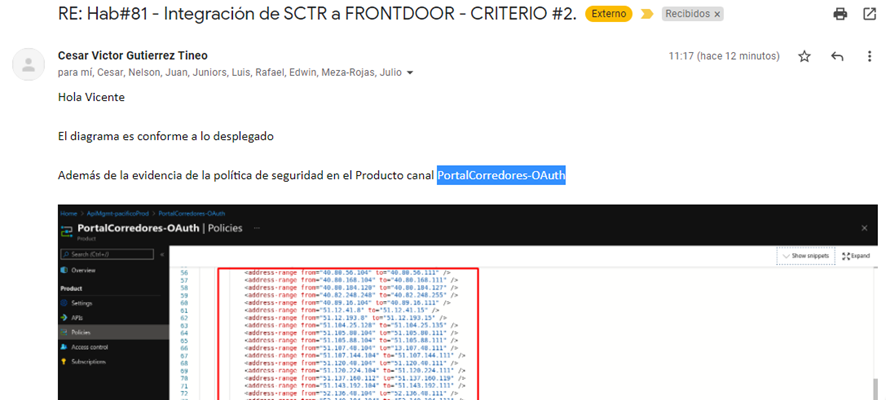 RE: Hab#81 - Integración de SCTR a FRONTDOOR - CRITERIO #2.
Externo
Recibidos ×
Cesar Victor Gutierrez Tineo
11:17 (hace 12 minutos)
para mí, Cesar, Nelson, Juan, Juniors, Luis, Rafael, Edwin, Meza-Rojas, Julio
Hola Vicente
El diagrama es conforme a lo desplegado
Además de la evidencia de la política de seguridad en el Producto canal PortalCorredores-OAuth
Home > ApiMgmt-pacificoProd > PortalCorredores-OAuth
PortalCorredores-OAuth | Policies ...
Product
Search (Ctrl+/)
Show snippets
Expand
Overview
Product
Settings
APIs
Policies
Access control
Subscriptions
56 <address-range from="40.80.56.104" to="40.80.56.111" />
57 <address-range from="40.80.168.104" to="40.80.168.111" />
58 <address-range from="40.80.184.120" to="40.80.184.127" />
59 <address-range from="40.82.248.248" to="40.82.248.255" />
60 <address-range from="40.89.16.104" to="40.89.16.111" />
61 <address-range from="51.12.41.8" to="51.12.41.15" />
62 <address-range from="51.12.193.8" to="51.12.193.15" />
63 <address-range from="51.104.25.128" to="51.104.25.135" />
64 <address-range from="51.105.80.104" to="51.105.80.111" />
65 <address-range from="51.105.88.104" to="51.105.88.111" />
66 <address-range from="51.107.48.104" to="51.107.48.111" />
67 <address-range from="51.107.144.104" to="51.107.144.111" />
68 <address-range from="51.120.40.104" to="51.120.40.111" />
69 <address-range from="51.120.224.104" to="51.120.224.111" />
70 <address-range from="51.137.160.112" to="51.137.160.119" />
71 <address-range from="51.143.192.104" to="51.143.192.111" />
72 <address-range from="52.136.48.104" to="52.136.48.111" />